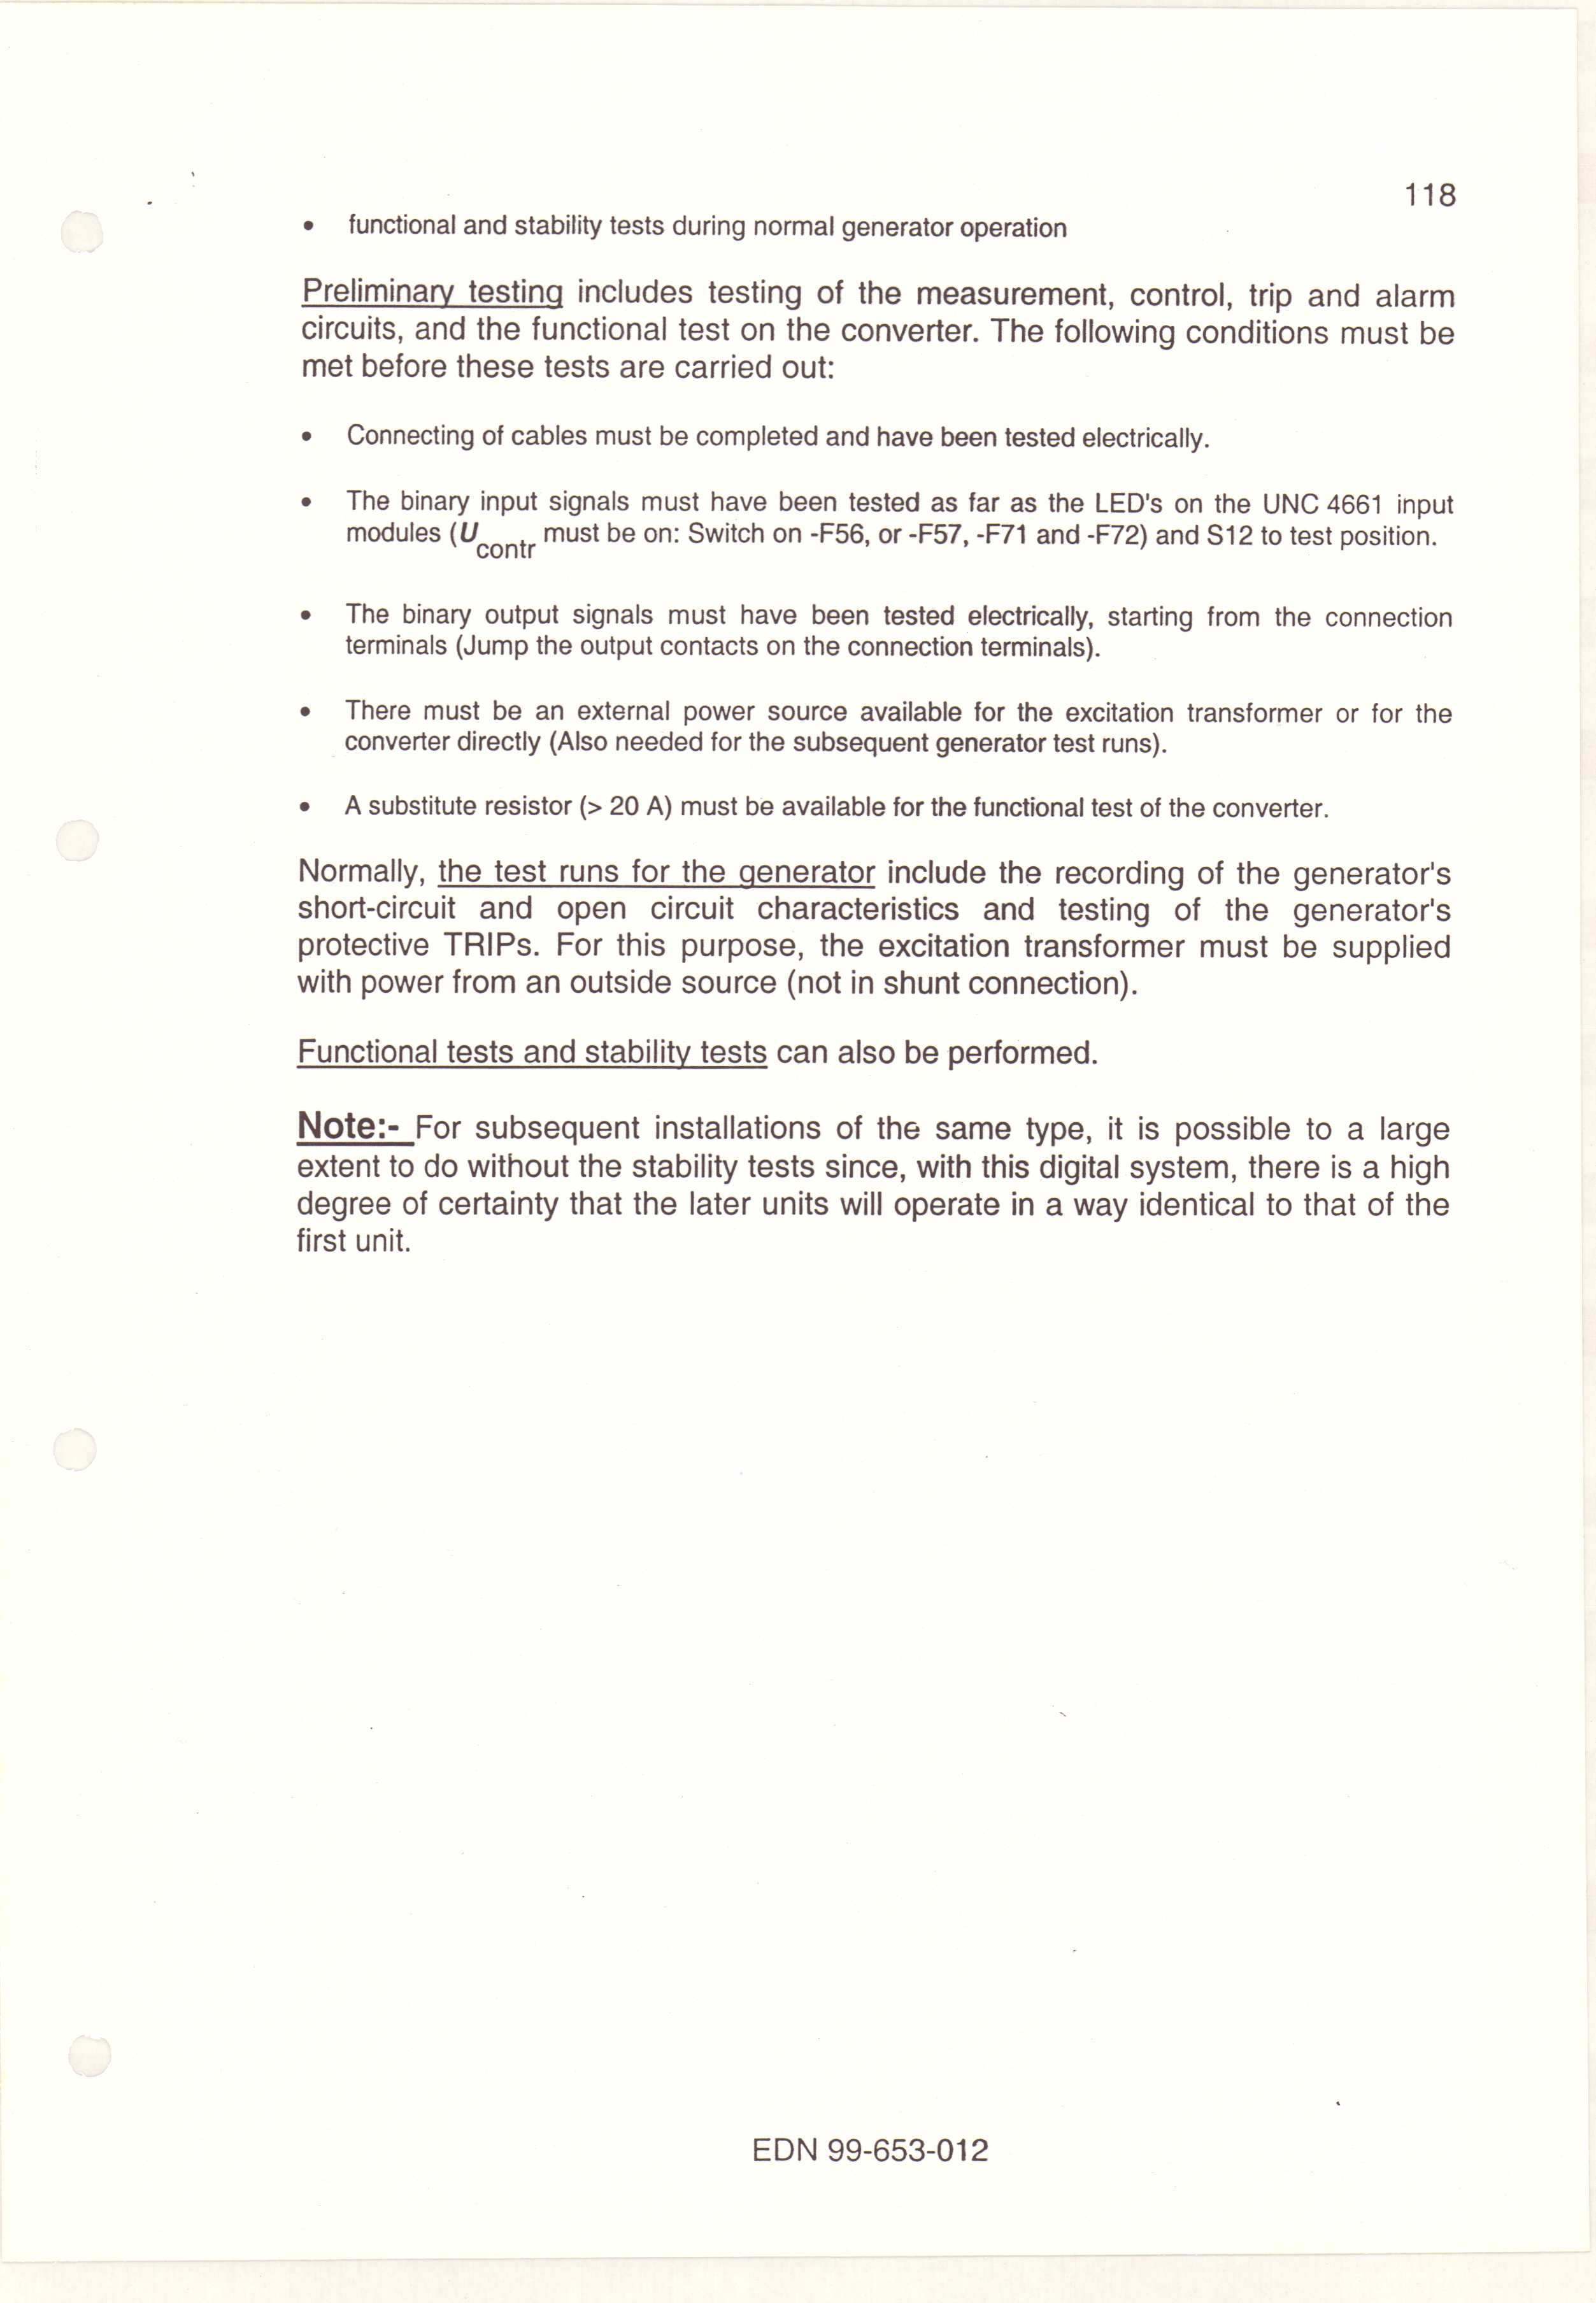 118
• functional and stability tests during normal generator operation
Preliminary testing includes testing of the measurement, control, trip and alarm
circuits, and the functional test on the converter. The following conditions must be
met before these tests are carried out:
• Connecting of cables must be completed and have been tested electrically.
• The binary input signals must have been tested as far as the LED's on the UNC 4661 input
modules (U contr must be on: Switch on -F56, or -F57, -F71 and -F72) and S12 to test position.
• The binary output signals must have been tested electrically, starting from the connection
terminals (Jump the output contacts on the connection terminals).
• There must be an external power source available for the excitation transformer or for the
converter directly (Also needed for the subsequent generator test runs).
• A substitute resistor (> 20 A) must be available for the functional test of the converter.
Normally, the test runs for the generator include the recording of the generator's
short-circuit and open circuit characteristics and testing of the generator's
protective TRIPs. For this purpose, the excitation transformer must be supplied
with power from an outside source (not in shunt connection).
Functional tests and stability tests can also be performed.
Note:- For subsequent installations of the same type, it is possible to a large
extent to do without the stability tests since, with this digital system, there is a high
degree of certainty that the later units will operate in a way identical to that of the
first unit.
EDN 99-653-012